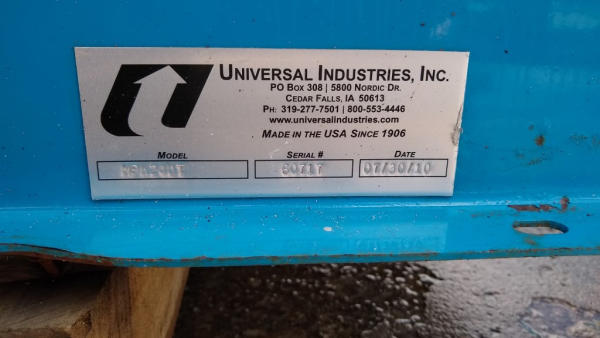 UNIVERSAL INDUSTRIES, INC.
PO BOX 308 | 5800 NORDIC DR.
CEDAR FALLS, IA 50613
PH: 319-277-7501 | 800-553-4446
www.universalindustries.com
MADE IN THE USA SINCE 1906
MODEL SERIAL # DATE
60717 07/30/10